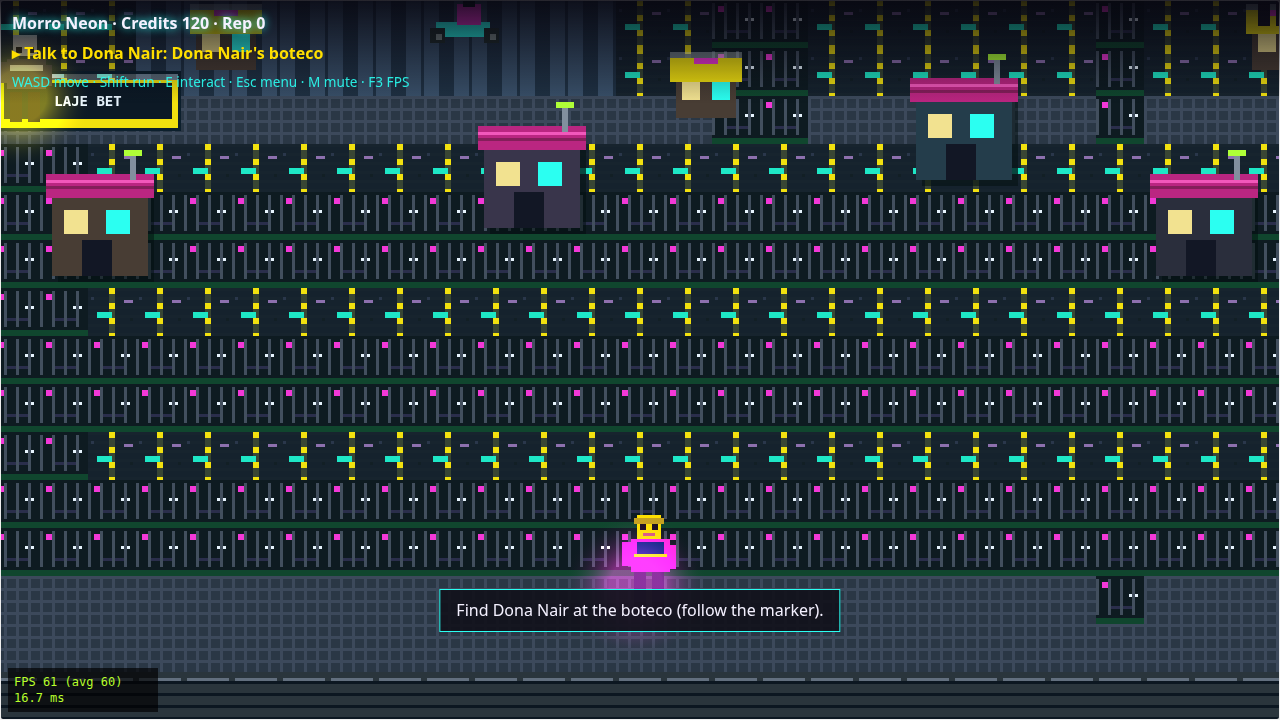 Morro Neon · Credits 120 · Rep 0
▸ Talk to Dona Nair: Dona Nair's boteco
WASD move · Shift run · E interact · Esc menu · M mute · F3 FPS
LAJE BET
Find Dona Nair at the boteco (follow the marker).
FPS 61 (avg 60)
16.7 ms